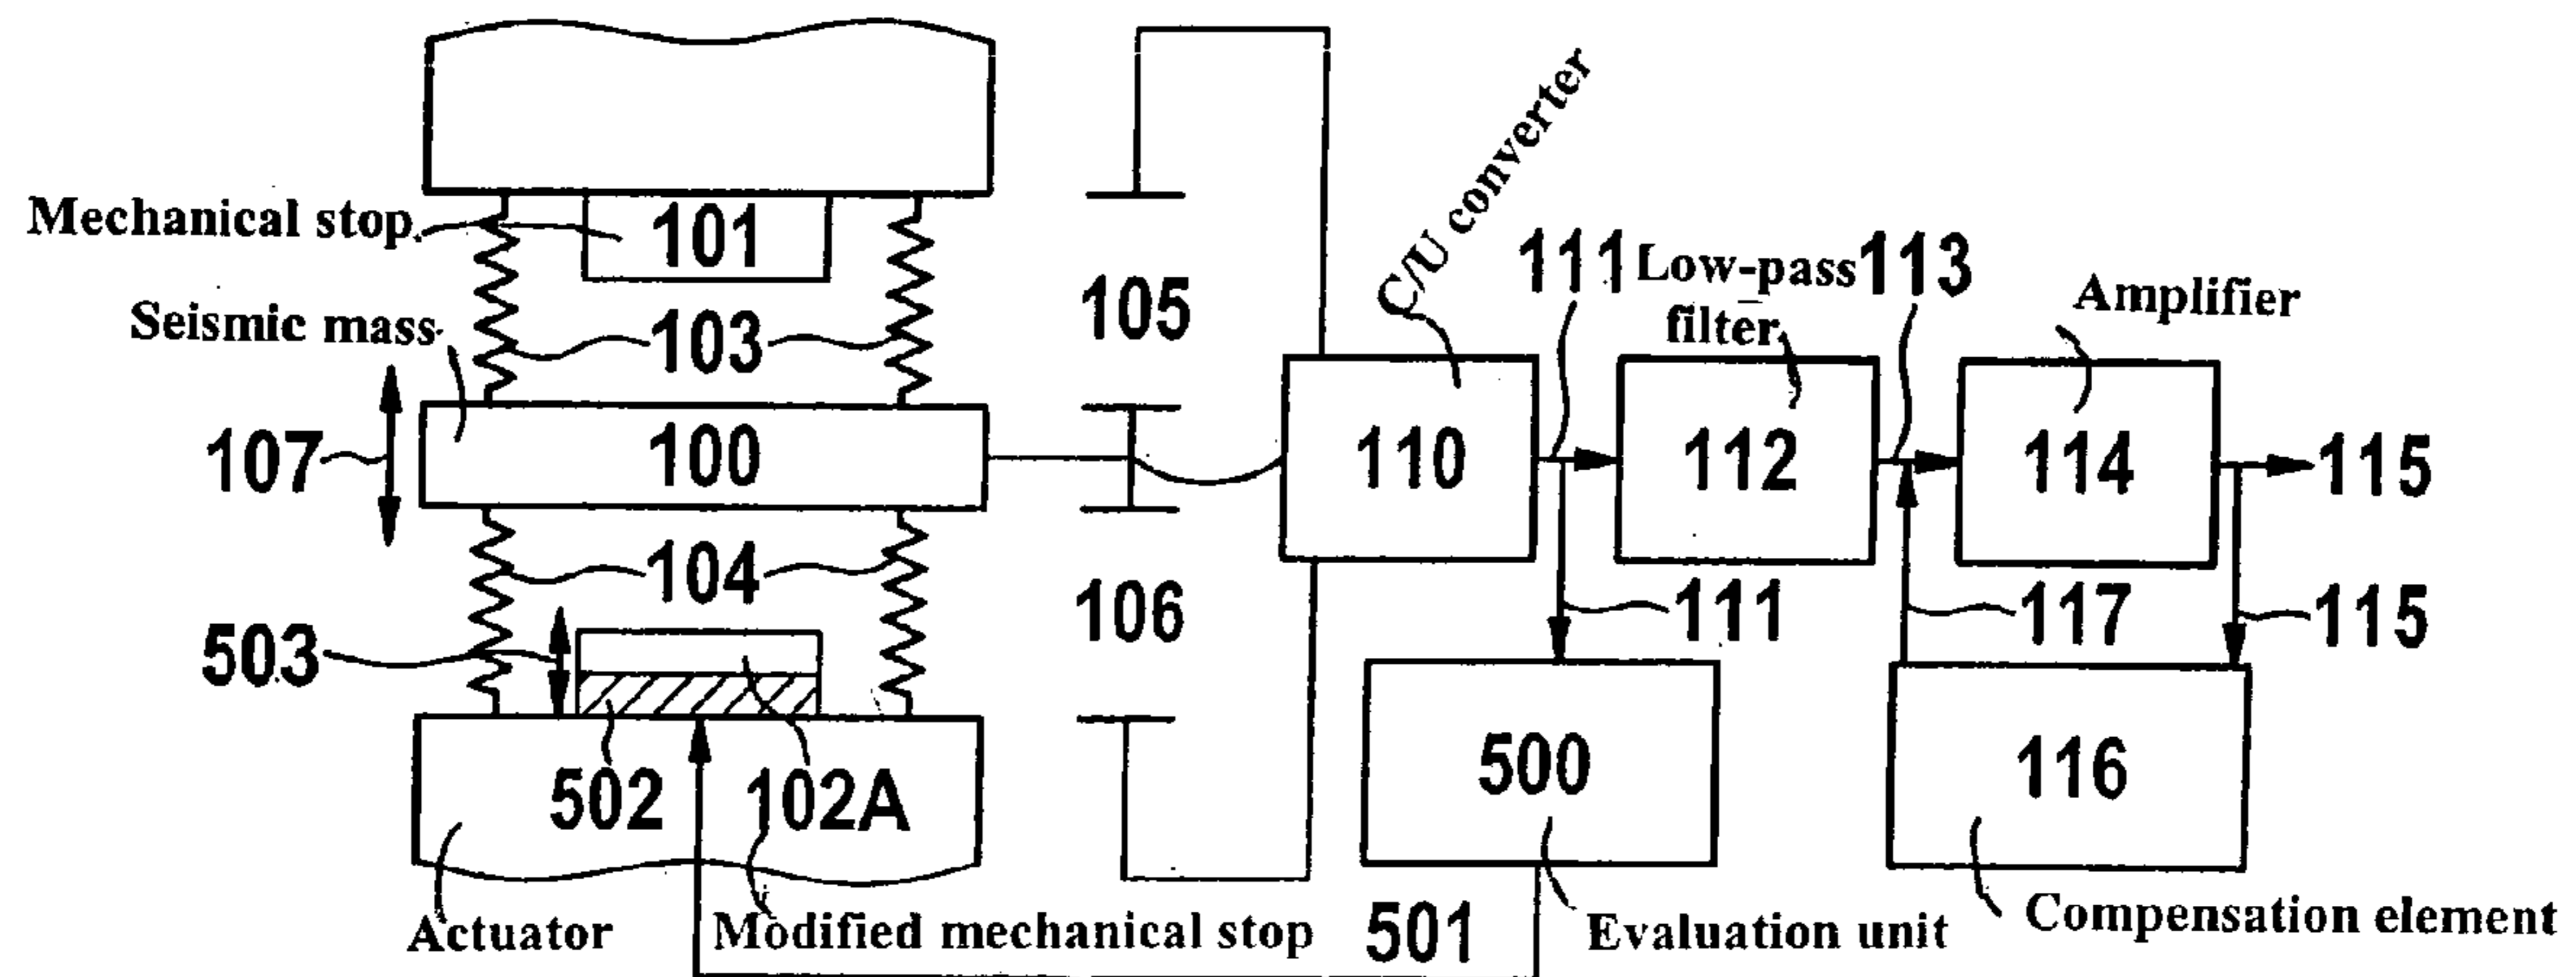 C/U converter
Mechanical stop
101
111
Low-pass
filter
113
Amplifier
105
Seismic mass
103
107
100
110
112
114
115
104
106
111
117
115
503
502
102A
500
116
Actuator
Modified mechanical stop
501
Evaluation unit
Compensation element